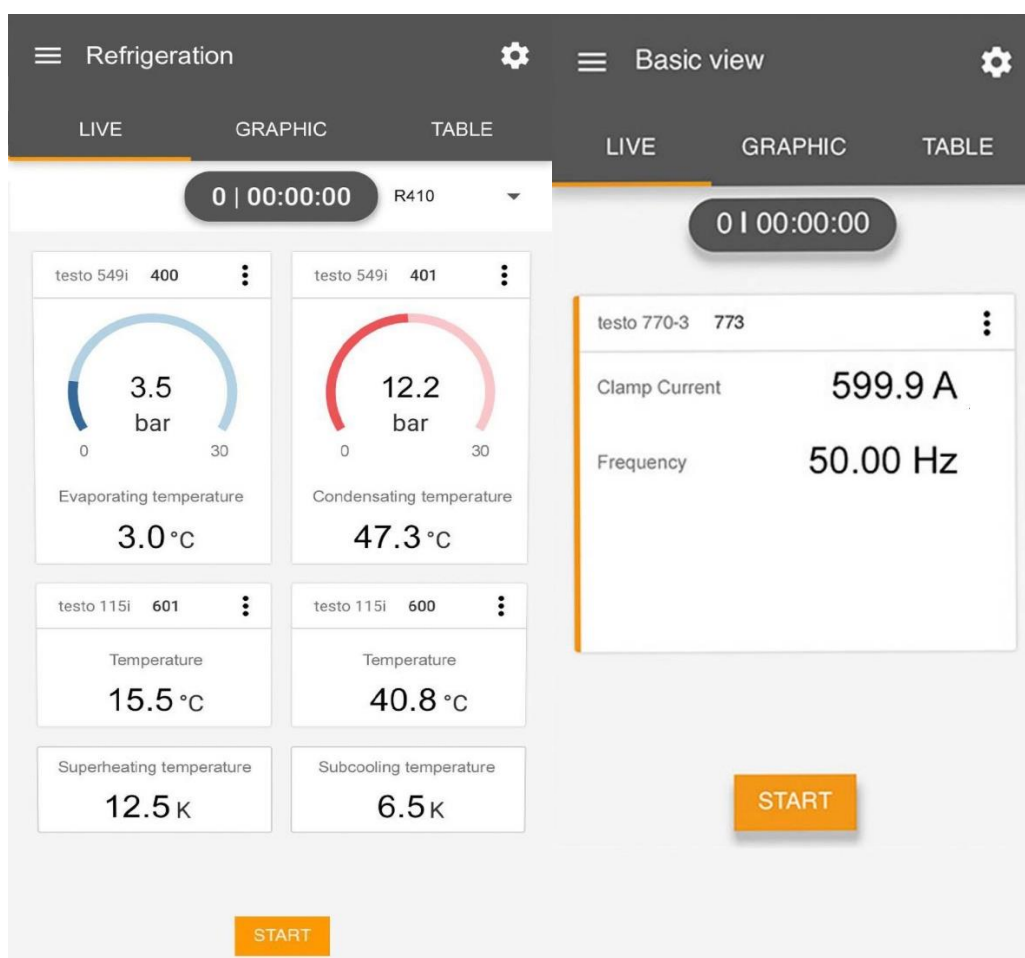 Refrigeration
LIVE GRAPHIC TABLE
0 | 00:00:00 R410
testo 549i 400
3.5
bar
0 30
Evaporating temperature
3.0 °C
testo 549i 401
12.2
bar
0 30
Condensating temperature
47.3 °C
testo 115i 601
Temperature
15.5 °C
testo 115i 600
Temperature
40.8 °C
Superheating temperature
12.5 K
Subcooling temperature
6.5 K
START
Basic view
LIVE GRAPHIC TABLE
0 | 00:00:00
testo 770-3 773
Clamp Current 599.9 A
Frequency 50.00 Hz
START